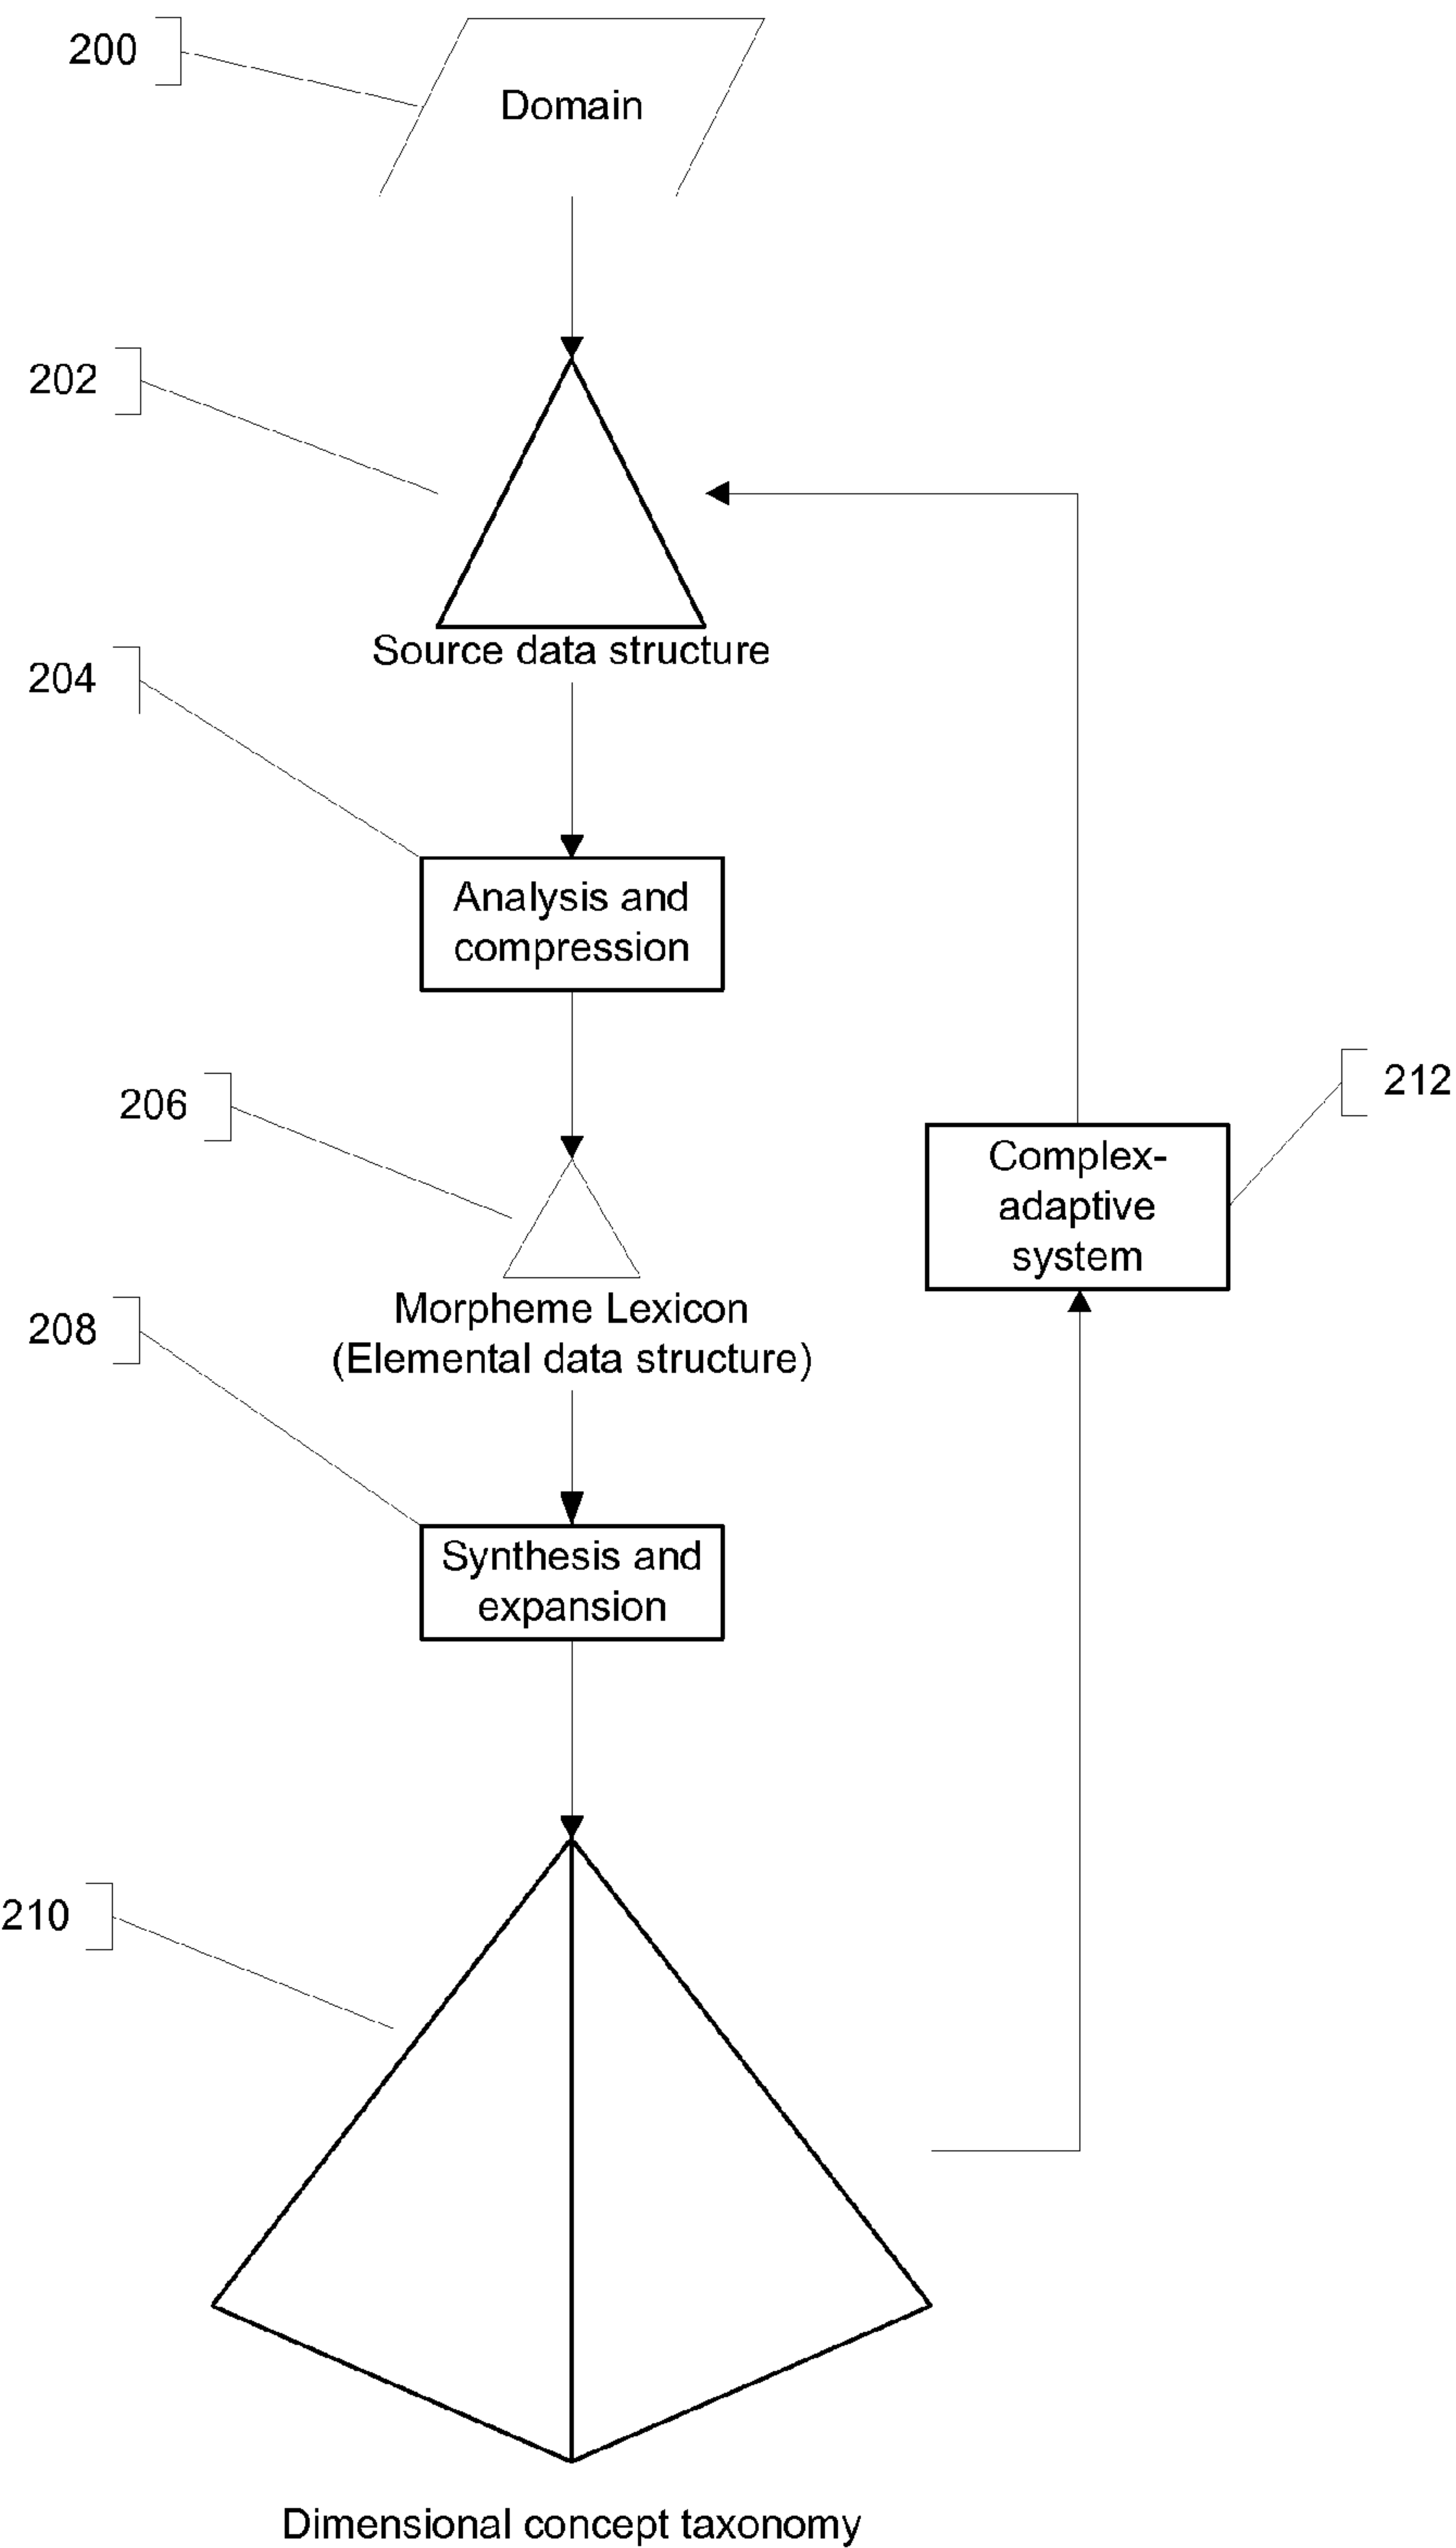 200
Domain
202
Source data structure
204
Analysis and
compression
206
212
Complex-
adaptive
system
Morpheme Lexicon
(Elemental data structure)
208
Synthesis and
expansion
210
Dimensional concept taxonomy